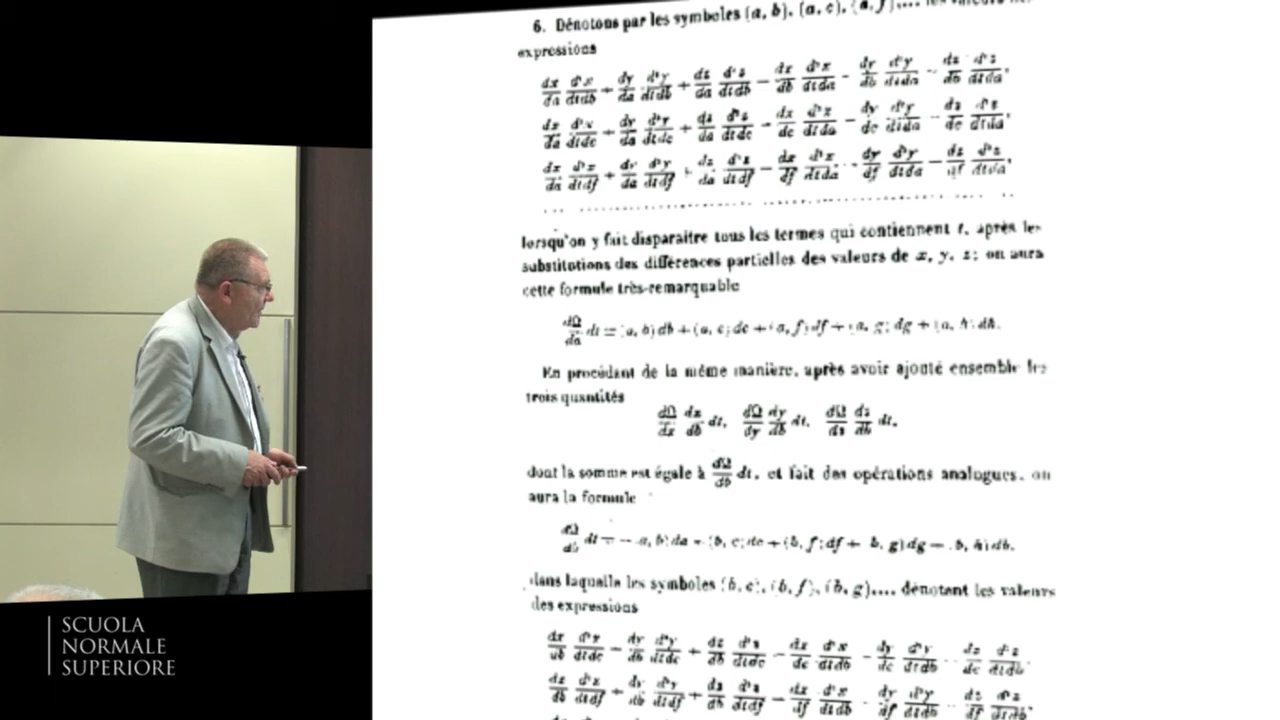 6. Dénotons par les symboles (a, b), (a, c), (a, f),... les valeurs
expressions
dx/da d²x/dtdb + dy/da d²y/dtdb + dz/da d²z/dtdb − dx/db d²x/dtda − dy/db d²y/dtda − dz/db d²z/dtda,
dx/da d²x/dtdc + dy/da d²y/dtdc + dz/da d²z/dtdc − dx/dc d²x/dtda − dy/dc d²y/dtda − dz/dc d²z/dtda,
dx/da d²x/dtdf + dy/da d²y/dtdf + dz/da d²z/dtdf − dx/df d²x/dtda − dy/df d²y/dtda − dz/df d²z/dtda,
lorsqu'on y fait disparaitre tous les termes qui contiennent t, après les
substitutions des différences partielles des valeurs de x, y, z; on aura
cette formule très-remarquable
dΩ/da dt = (a, b)db + (a, c)dc + (a, f)df + (a, g)dg + (a, h)dh.
En procédant de la même manière, après avoir ajouté ensemble les
trois quantités
dΩ/dx dx/db dt, dΩ/dy dy/db dt, dΩ/dz dz/db dt,
dont la somme est égale à dΩ/db dt, et fait des opérations analogues, on
aura la formule
dΩ/db dt = − (a, b)da + (b, c)dc + (b, f)df + (b, g)dg + (b, h)dh,
dans laquelle les symboles (b, c), (b, f), (b, g),... dénotent les valeurs
des expressions
dx/db d²x/dtdc + dy/db d²y/dtdc + dz/db d²z/dtdc − dx/dc d²x/dtdb − dy/dc d²y/dtdb − dz/dc d²z/dtdb,
dx/db d²x/dtdf + dy/db d²y/dtdf + dz/db d²z/dtdf − dx/df d²x/dtdb − dy/df d²y/dtdb − dz/df d²z/dtdb,
SCUOLA
NORMALE
SUPERIORE